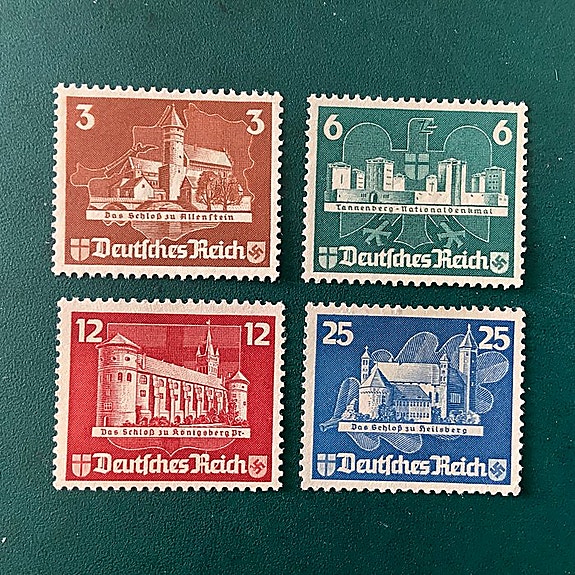 3 3
Das Schloß zu Allenstein
Deutsches Reich
6 6
Tannenberg-Nationaldenkmal
Deutsches Reich
12 12
Das Schloß zu Königsberg Pr.
Deutsches Reich
25 25
Das Schloß zu Heilsberg
Deutsches Reich